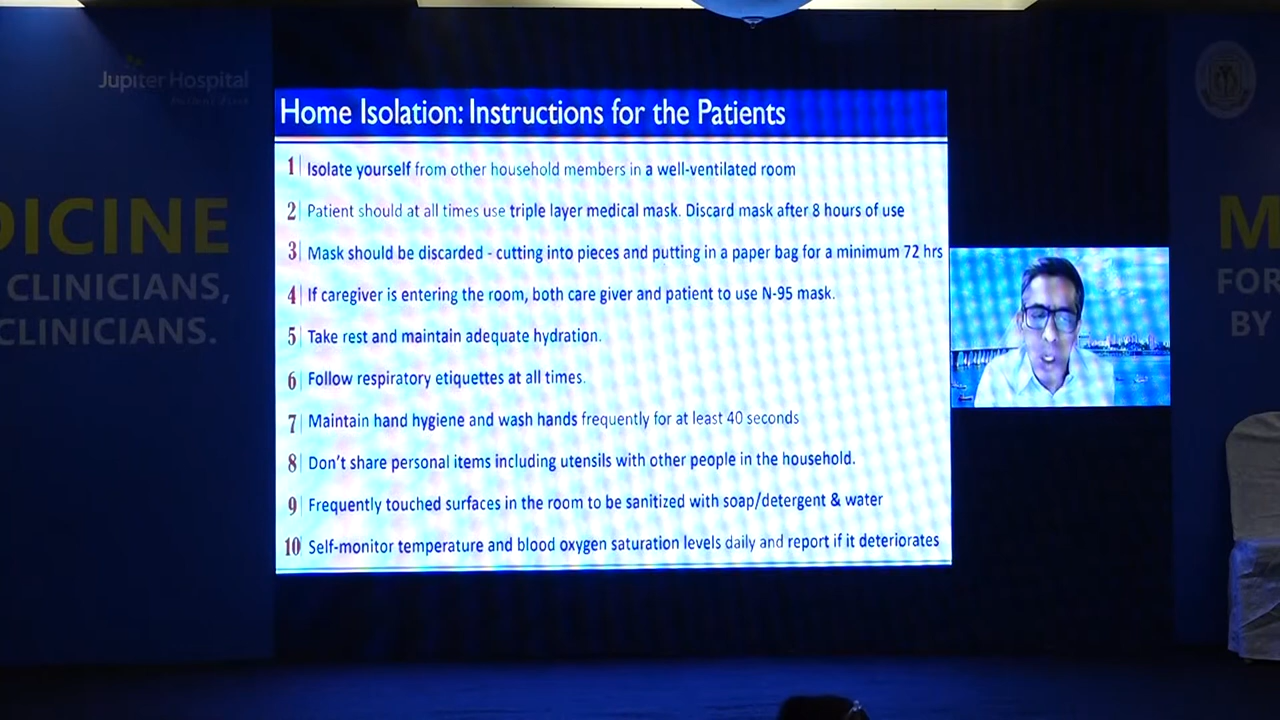 Jupiter Hospital
DICINE
CLINICIANS,
CLINICIANS.
Home Isolation: Instructions for the Patients
1 Isolate yourself from other household members in a well-ventilated room
2 Patient should at all times use triple layer medical mask. Discard mask after 8 hours of use
3 Mask should be discarded - cutting into pieces and putting in a paper bag for a minimum 72 hrs
4 If caregiver is entering the room, both care giver and patient to use N-95 mask.
5 Take rest and maintain adequate hydration.
6 Follow respiratory etiquettes at all times.
7 Maintain hand hygiene and wash hands frequently for at least 40 seconds
8 Don't share personal items including utensils with other people in the household.
9 Frequently touched surfaces in the room to be sanitized with soap/detergent & water
10 Self-monitor temperature and blood oxygen saturation levels daily and report if it deteriorates
M
FOR
BY